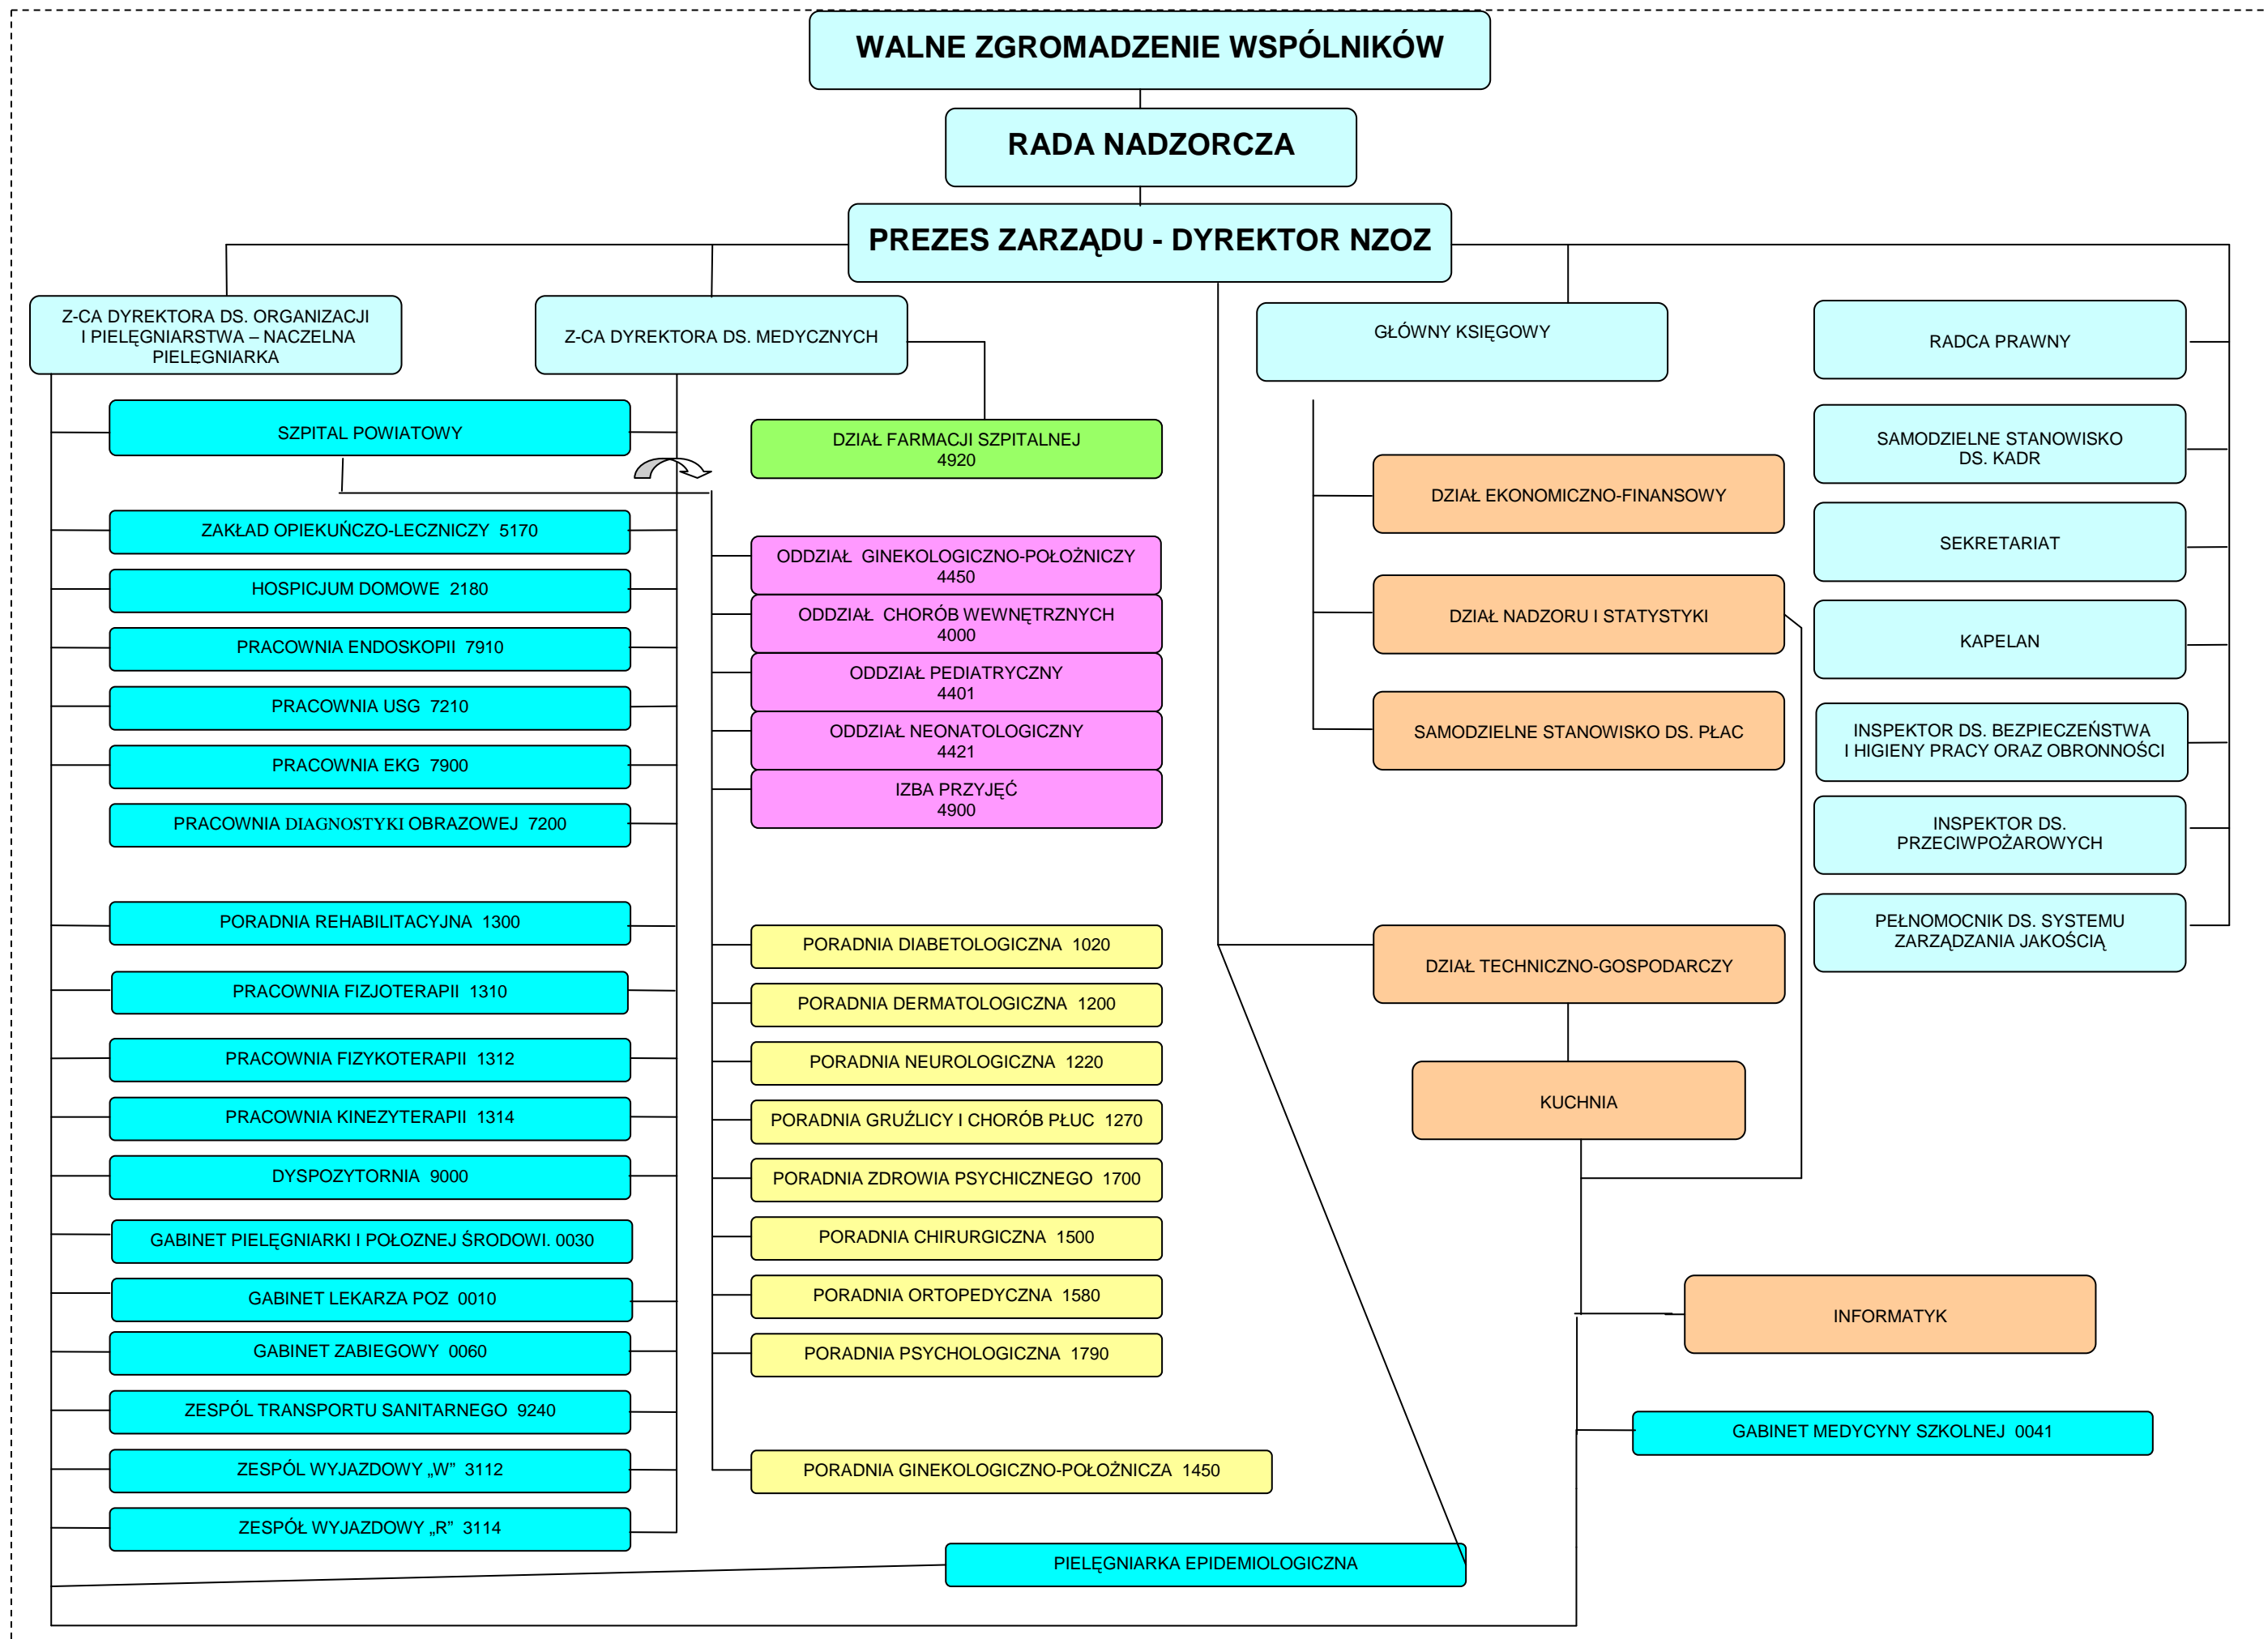 WALNE ZGROMADZENIE WSPÓLNIKÓW
RADA NADZORCZA
PREZES ZARZĄDU - DYREKTOR NZOZ
Z-CA DYREKTORA DS. ORGANIZACJI
I PIELĘGNIARSTWA – NACZELNA
PIELEGNIARKA
Z-CA DYREKTORA DS. MEDYCZNYCH
GŁÓWNY KSIĘGOWY
RADCA PRAWNY
SZPITAL POWIATOWY
ZAKŁAD OPIEKUŃCZO-LECZNICZY 5170
HOSPICJUM DOMOWE 2180
PRACOWNIA ENDOSKOPII 7910
PRACOWNIA USG 7210
PRACOWNIA EKG 7900
PRACOWNIA DIAGNOSTYKI OBRAZOWEJ 7200
PORADNIA REHABILITACYJNA 1300
PRACOWNIA FIZJOTERAPII 1310
PRACOWNIA FIZYKOTERAPII 1312
PRACOWNIA KINEZYTERAPII 1314
DYSPOZYTORNIA 9000
GABINET PIELĘGNIARKI I POŁOZNEJ ŚRODOWI. 0030
GABINET LEKARZA POZ 0010
GABINET ZABIEGOWY 0060
ZESPÓL TRANSPORTU SANITARNEGO 9240
ZESPÓL WYJAZDOWY „W” 3112
ZESPÓŁ WYJAZDOWY „R” 3114
DZIAŁ FARMACJI SZPITALNEJ
4920
ODDZIAŁ GINEKOLOGICZNO-POŁOŻNICZY
4450
ODDZIAŁ CHORÓB WEWNĘTRZNYCH
4000
ODDZIAŁ PEDIATRYCZNY
4401
ODDZIAŁ NEONATOLOGICZNY
4421
IZBA PRZYJĘĆ
4900
PORADNIA DIABETOLOGICZNA 1020
PORADNIA DERMATOLOGICZNA 1200
PORADNIA NEUROLOGICZNA 1220
PORADNIA GRUŹLICY I CHORÓB PŁUC 1270
PORADNIA ZDROWIA PSYCHICZNEGO 1700
PORADNIA CHIRURGICZNA 1500
PORADNIA ORTOPEDYCZNA 1580
PORADNIA PSYCHOLOGICZNA 1790
PORADNIA GINEKOLOGICZNO-POŁOŻNICZA 1450
PIELĘGNIARKA EPIDEMIOLOGICZNA
DZIAŁ EKONOMICZNO-FINANSOWY
DZIAŁ NADZORU I STATYSTYKI
SAMODZIELNE STANOWISKO DS. PŁAC
DZIAŁ TECHNICZNO-GOSPODARCZY
KUCHNIA
INFORMATYK
GABINET MEDYCYNY SZKOLNEJ 0041
SAMODZIELNE STANOWISKO
DS. KADR
SEKRETARIAT
KAPELAN
INSPEKTOR DS. BEZPIECZEŃSTWA
I HIGIENY PRACY ORAZ OBRONNOŚCI
INSPEKTOR DS.
PRZECIWPOŻAROWYCH
PEŁNOMOCNIK DS. SYSTEMU
ZARZĄDZANIA JAKOŚCIĄ